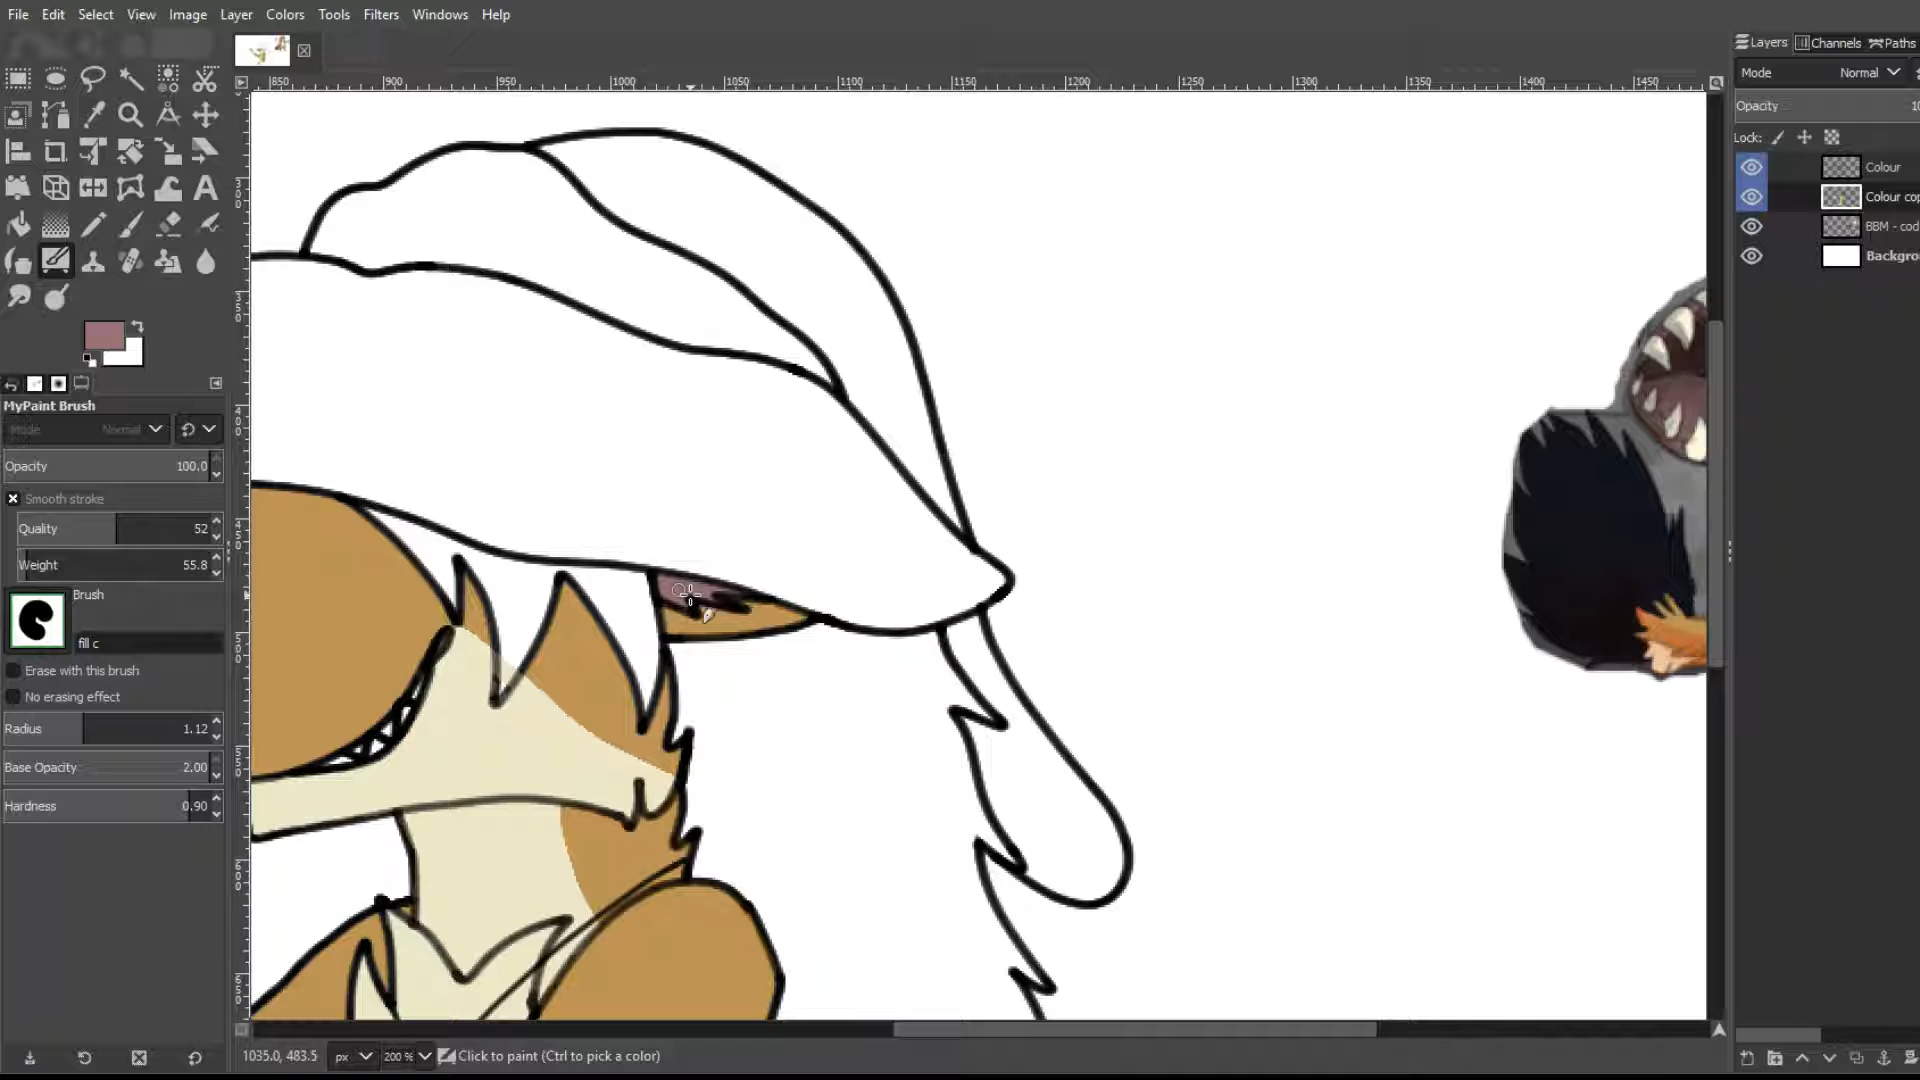 File Edit Select View Image Layer Colors Tools Filters Windows Help
Layers Channels Paths
Mode Normal
Opacity 10
Lock:
Colour
Colour cop
BBM - cod
Backgrou
850 900 950 1000 1050 1100 1150 1200 1250 1300 1350 1400 1450
MyPaint Brush
Mode Normal
Opacity 100.0
Smooth stroke
Quality 52
Weight 55.8
Brush
fill c
Erase with this brush
No erasing effect
Radius 1.12
Base Opacity 2.00
Hardness 0.90
1035.0, 483.5 px 200 % Click to paint (Ctrl to pick a color)